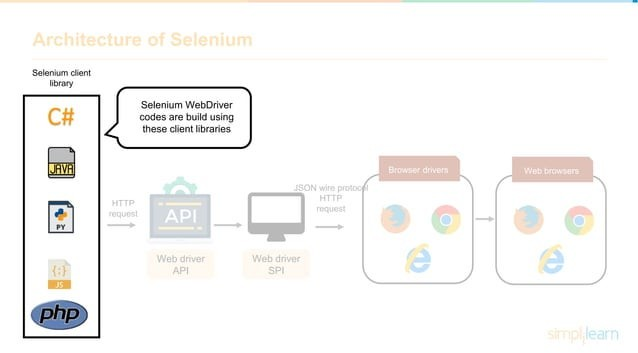 Architecture of Selenium
Selenium client
library
C#
Selenium WebDriver
codes are build using
these client libraries
JAVA
PY
{:}
JS
php
HTTP
request
API
Web driver
API
Web driver
SPI
JSON wire protocol
HTTP
request
Browser drivers
Web browsers
simplilearn